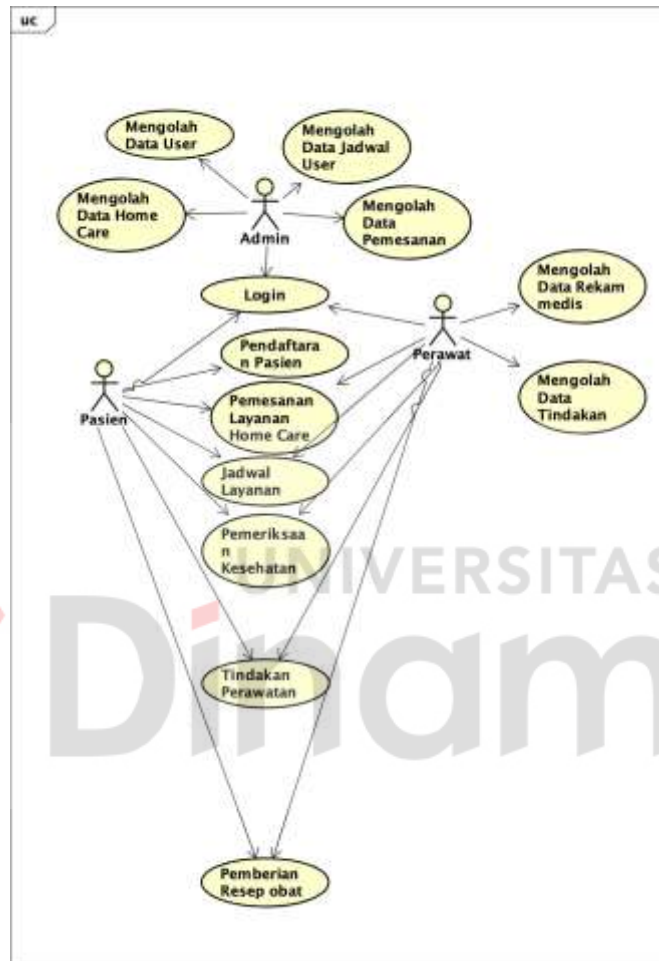 uc
Mengolah
Data User
Mengolah
Data Jadwal
User
Mengolah
Data Home
Care
Admin
Mengolah
Data
Pemesanan
Login
Mengolah
Data Rekam
medis
Perawat
Pendaftara
n Pasien
Pasien
Pemesanan
Layanan
Home Care
Mengolah
Data
Tindakan
Jadwal
Layanan
Pemeriksaa
n
Kesehatan
UNIVERSITAS
Dinam
Tindakan
Perawatan
Pemberian
Resep obat